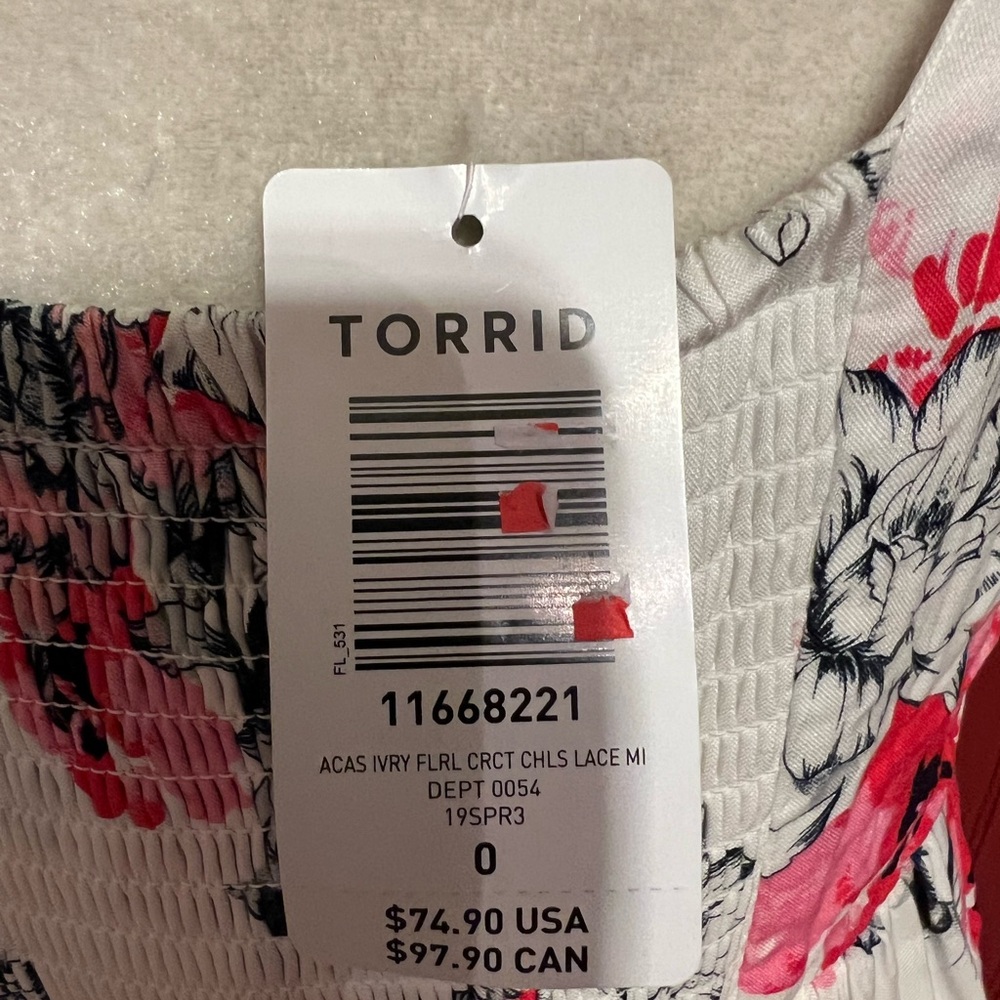 TORRID
FL_531
11668221
ACAS IVRY FLRL CRCT CHLS LACE MI
DEPT 0054
19SPR3
0
$74.90 USA
$97.90 CAN